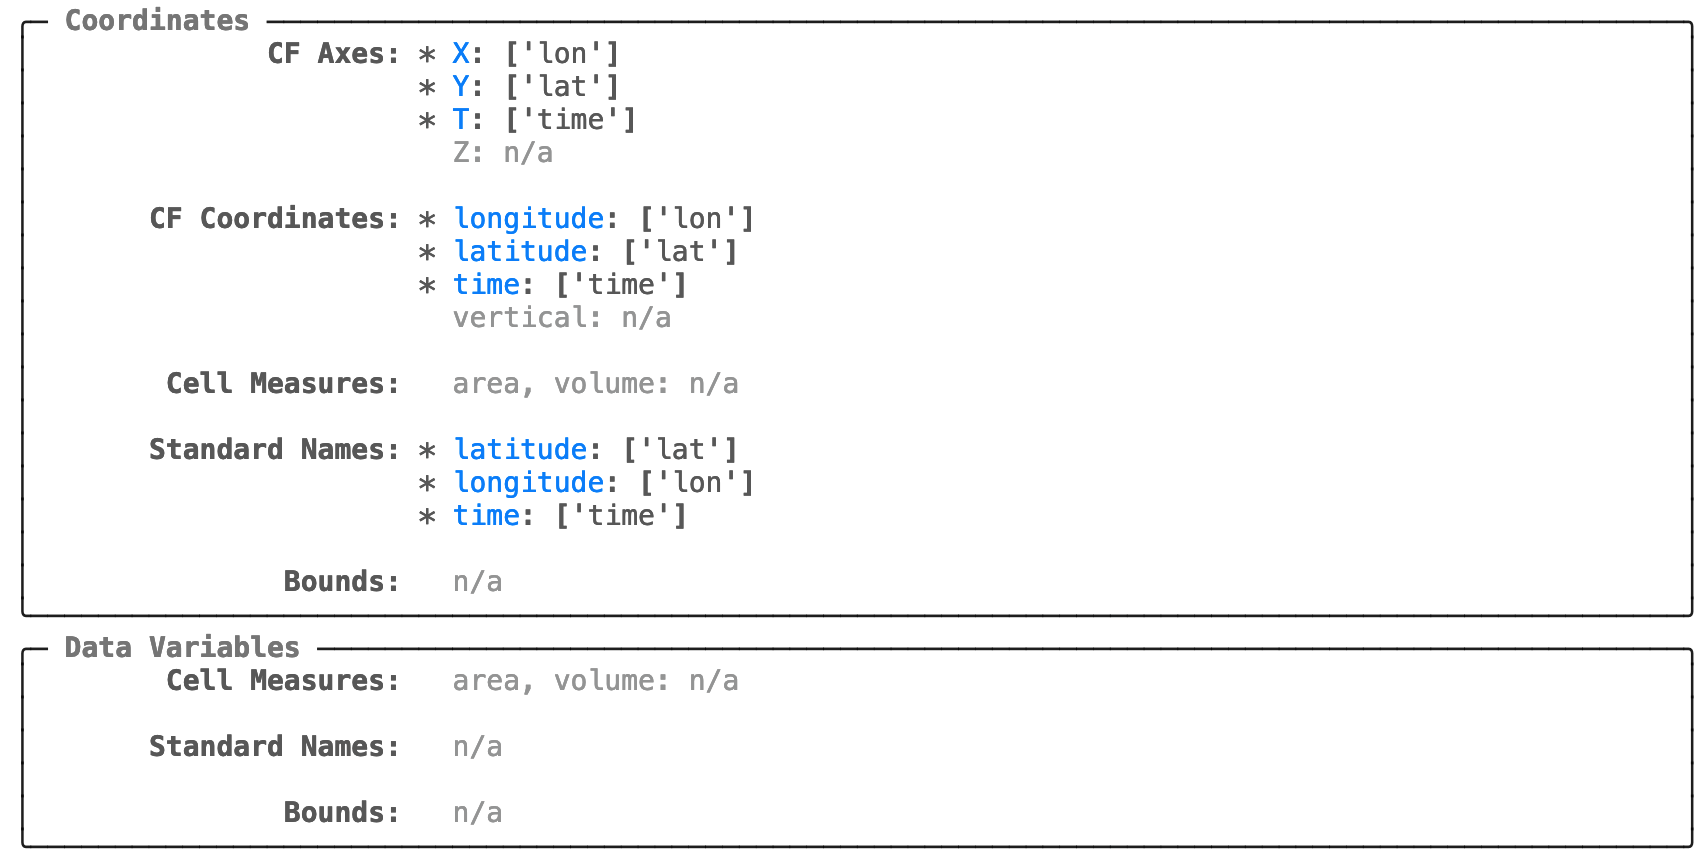 Coordinates
CF Axes: * X: ['lon']
* Y: ['lat']
* T: ['time']
Z: n/a
CF Coordinates: * longitude: ['lon']
* latitude: ['lat']
* time: ['time']
vertical: n/a
Cell Measures: area, volume: n/a
Standard Names: * latitude: ['lat']
* longitude: ['lon']
* time: ['time']
Bounds: n/a
Data Variables
Cell Measures: area, volume: n/a
Standard Names: n/a
Bounds: n/a